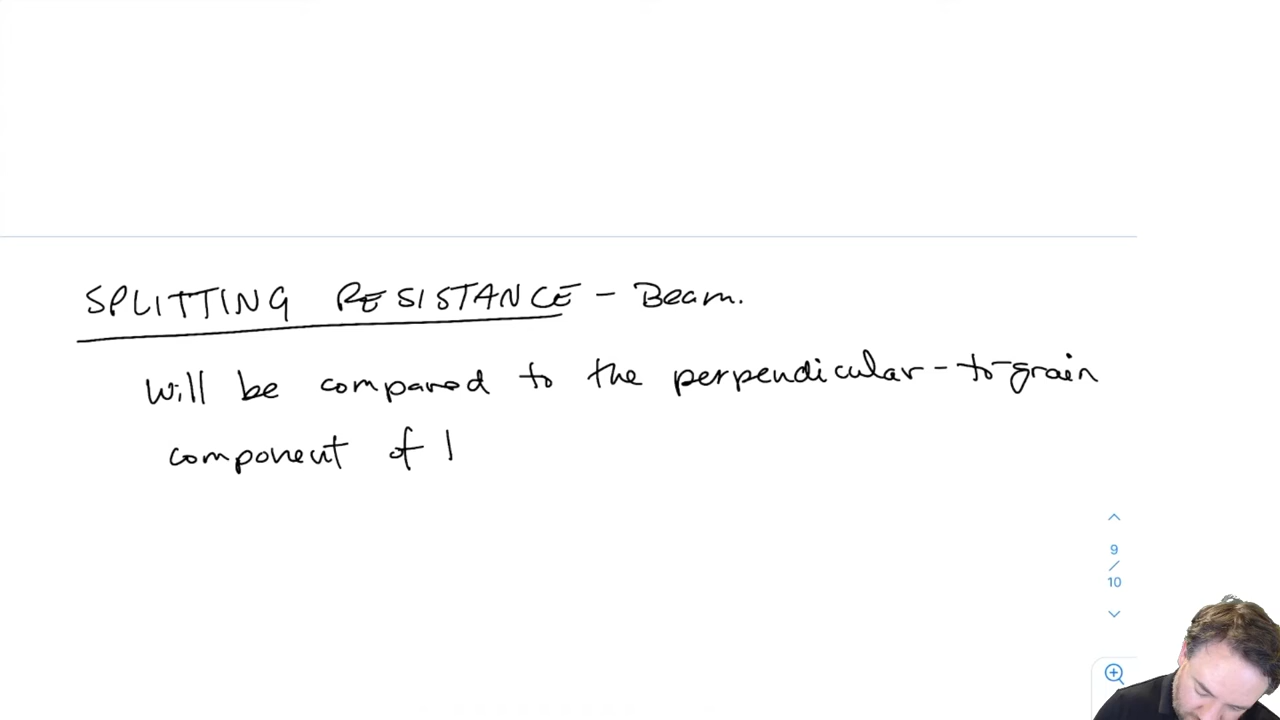 SPLITTING RESISTANCE - Beam.
Will be compared to the perpendicular-to-grain
component of
9
/
10